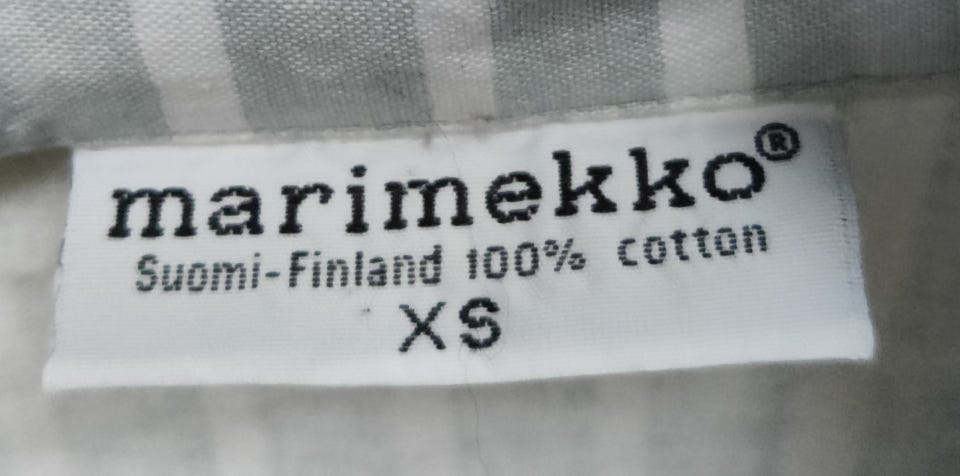 marimekko®
Suomi-Finland 100% cotton
XS